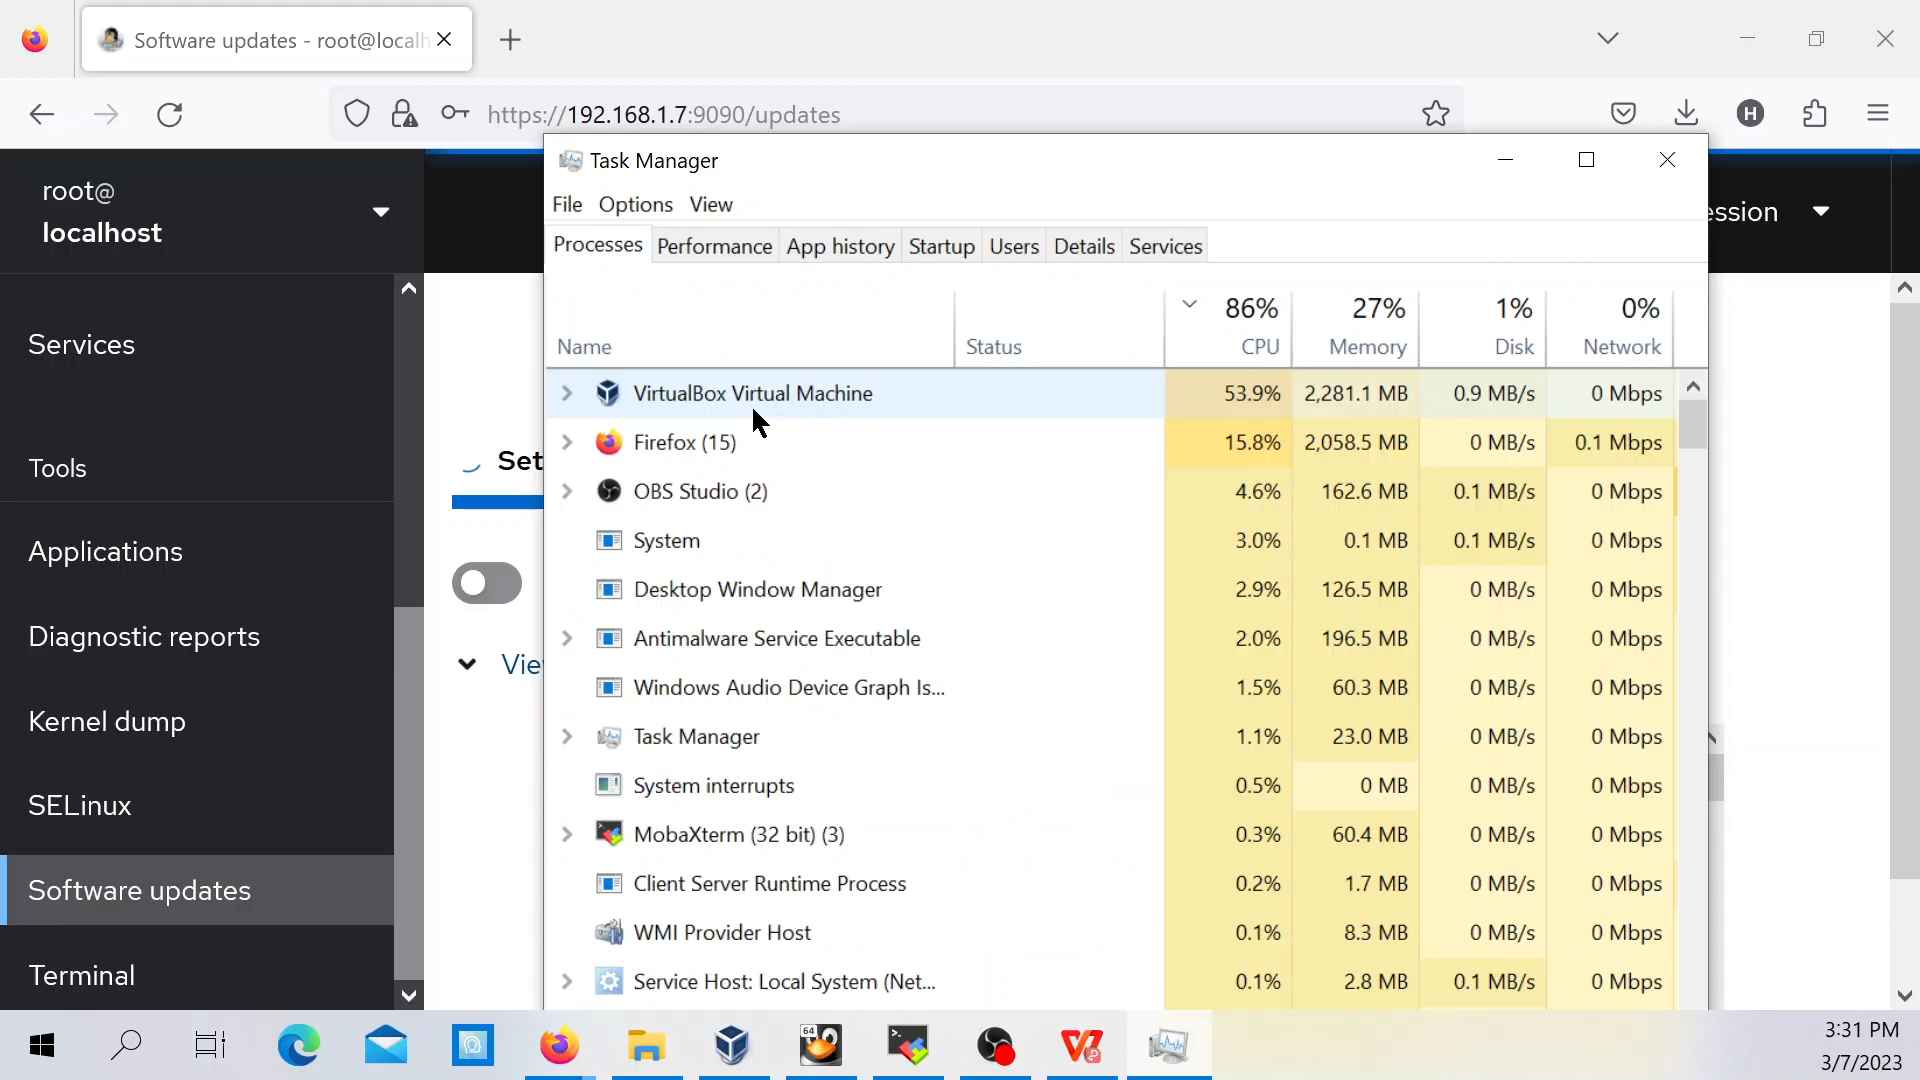 Software updates - root@localh
https://192.168.1.7:9090/updates
H
root@
localhost
ession
Services
Tools
Applications
Diagnostic reports
Kernel dump
SELinux
Software updates
Terminal
Set
Vie
Task Manager
File Options View
Processes Performance App history Startup Users Details Services
86% 27% 1% 0%
Name Status CPU Memory Disk Network
VirtualBox Virtual Machine 53.9% 2,281.1 MB 0.9 MB/s 0 Mbps
Firefox (15) 15.8% 2,058.5 MB 0 MB/s 0.1 Mbps
OBS Studio (2) 4.6% 162.6 MB 0.1 MB/s 0 Mbps
System 3.0% 0.1 MB 0.1 MB/s 0 Mbps
Desktop Window Manager 2.9% 126.5 MB 0 MB/s 0 Mbps
Antimalware Service Executable 2.0% 196.5 MB 0 MB/s 0 Mbps
Windows Audio Device Graph Is... 1.5% 60.3 MB 0 MB/s 0 Mbps
Task Manager 1.1% 23.0 MB 0 MB/s 0 Mbps
System interrupts 0.5% 0 MB 0 MB/s 0 Mbps
MobaXterm (32 bit) (3) 0.3% 60.4 MB 0 MB/s 0 Mbps
Client Server Runtime Process 0.2% 1.7 MB 0 MB/s 0 Mbps
WMI Provider Host 0.1% 8.3 MB 0 MB/s 0 Mbps
Service Host: Local System (Net... 0.1% 2.8 MB 0.1 MB/s 0 Mbps
64
3:31 PM
3/7/2023